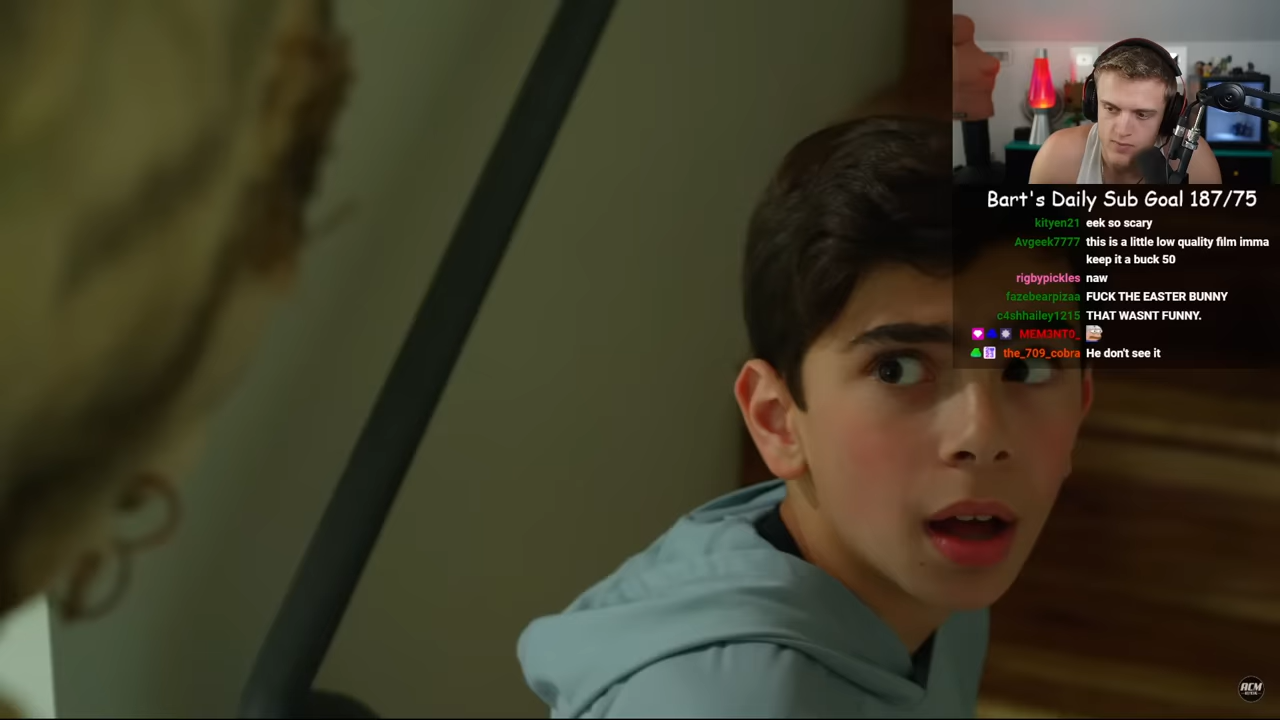 Bart's Daily Sub Goal 187/75
kityen21 eek so scary
Avgeek7777 this is a little low quality film imma
keep it a buck 50
rigbypickles naw
fazebearpizaa FUCK THE EASTER BUNNY
c4shhailey1215 THAT WASNT FUNNY.
MEM3NT0_
the_709_cobra He don't see it
ACM